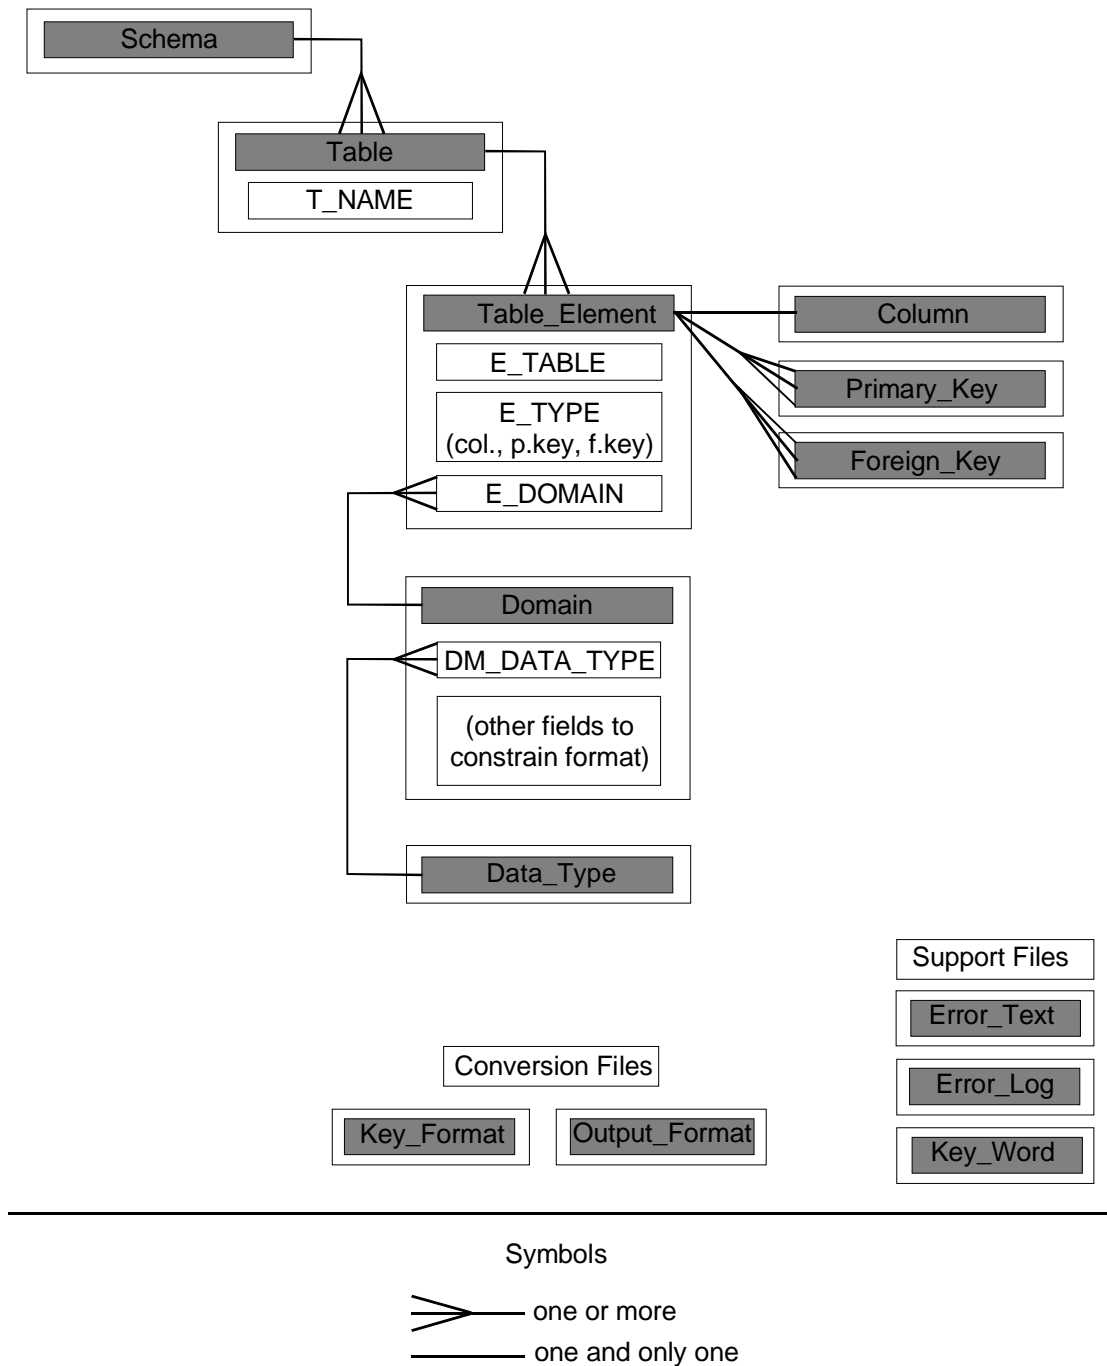 Schema
Table
T_NAME
Table_Element
E_TABLE
E_TYPE
(col., p.key, f.key)
E_DOMAIN
Column
Primary_Key
Foreign_Key
Domain
DM_DATA_TYPE
(other fields to
constrain format)
Data_Type
Support Files
Error_Text
Error_Log
Key_Word
Conversion Files
Key_Format
Output_Format
Symbols
one or more
one and only one